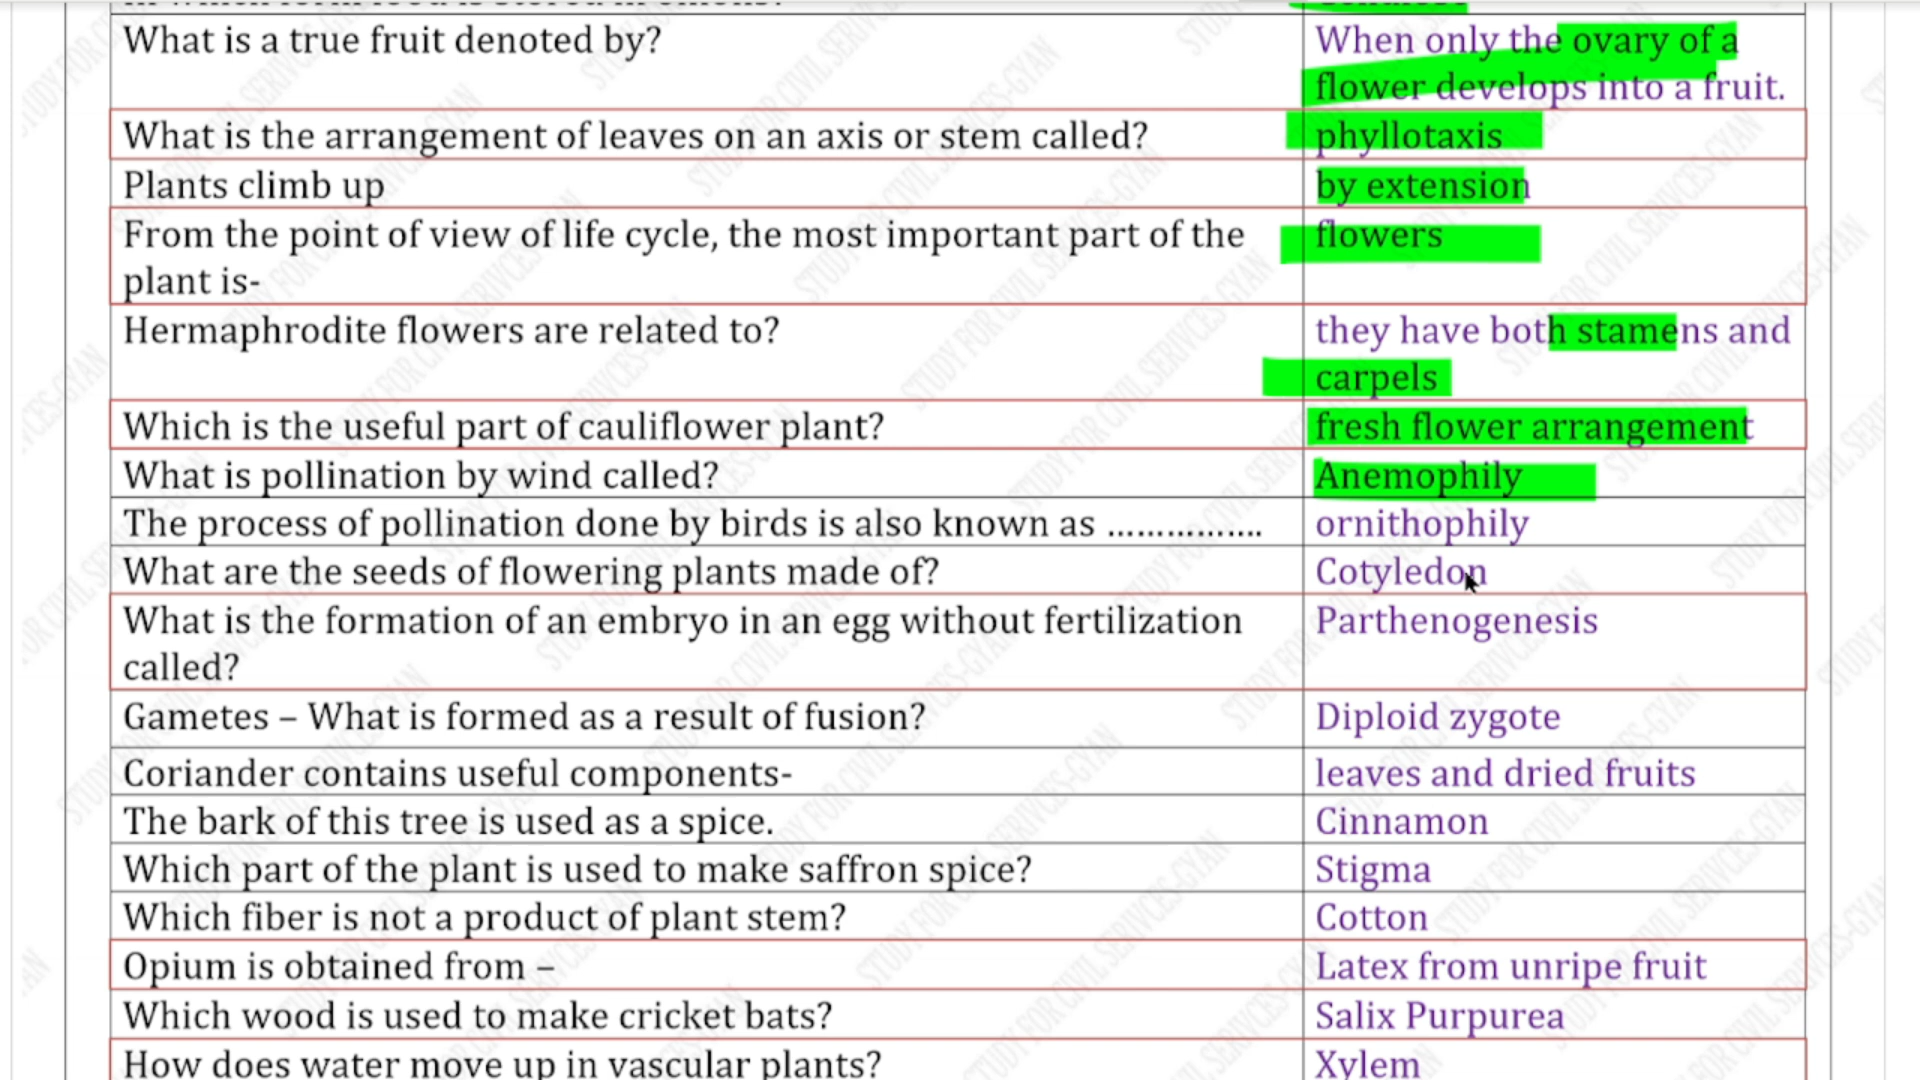 What is a true fruit denoted by? When only the ovary of a
flower develops into a fruit.
What is the arrangement of leaves on an axis or stem called? phyllotaxis
Plants climb up by extension
From the point of view of life cycle, the most important part of the flowers
plant is-
Hermaphrodite flowers are related to? they have both stamens and
carpels
Which is the useful part of cauliflower plant? fresh flower arrangement
What is pollination by wind called? Anemophily
The process of pollination done by birds is also known as ................ ornithophily
What are the seeds of flowering plants made of? Cotyledon
What is the formation of an embryo in an egg without fertilization Parthenogenesis
called?
Gametes – What is formed as a result of fusion? Diploid zygote
Coriander contains useful components- leaves and dried fruits
The bark of this tree is used as a spice. Cinnamon
Which part of the plant is used to make saffron spice? Stigma
Which fiber is not a product of plant stem? Cotton
Opium is obtained from – Latex from unripe fruit
Which wood is used to make cricket bats? Salix Purpurea
How does water move up in vascular plants? Xylem